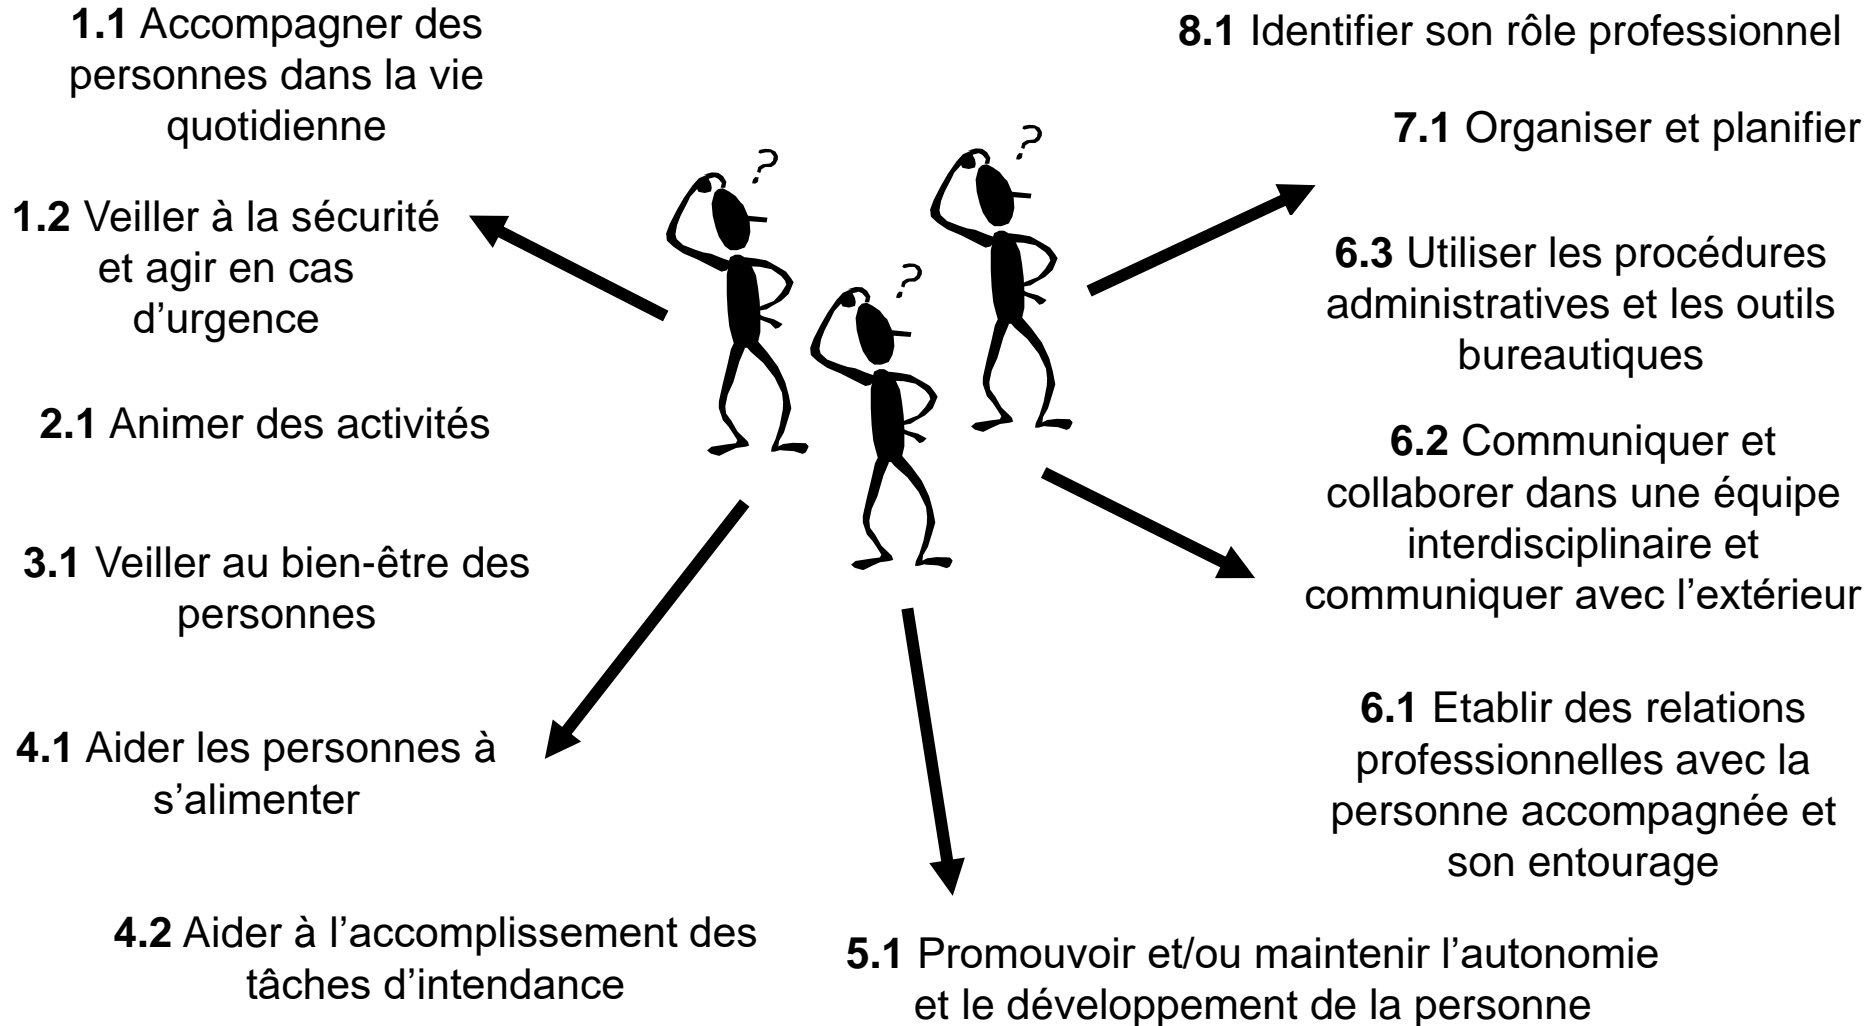 1.1 Accompagner des
personnes dans la vie
quotidienne
1.2 Veiller à la sécurité
et agir en cas
d’urgence
2.1 Animer des activités
3.1 Veiller au bien-être des
personnes
4.1 Aider les personnes à
s’alimenter
4.2 Aider à l’accomplissement des
tâches d’intendance
5.1 Promouvoir et/ou maintenir l’autonomie
et le développement de la personne
6.1 Etablir des relations
professionnelles avec la
personne accompagnée et
son entourage
6.2 Communiquer et
collaborer dans une équipe
interdisciplinaire et
communiquer avec l’extérieur
6.3 Utiliser les procédures
administratives et les outils
bureautiques
7.1 Organiser et planifier
8.1 Identifier son rôle professionnel
?
?
?